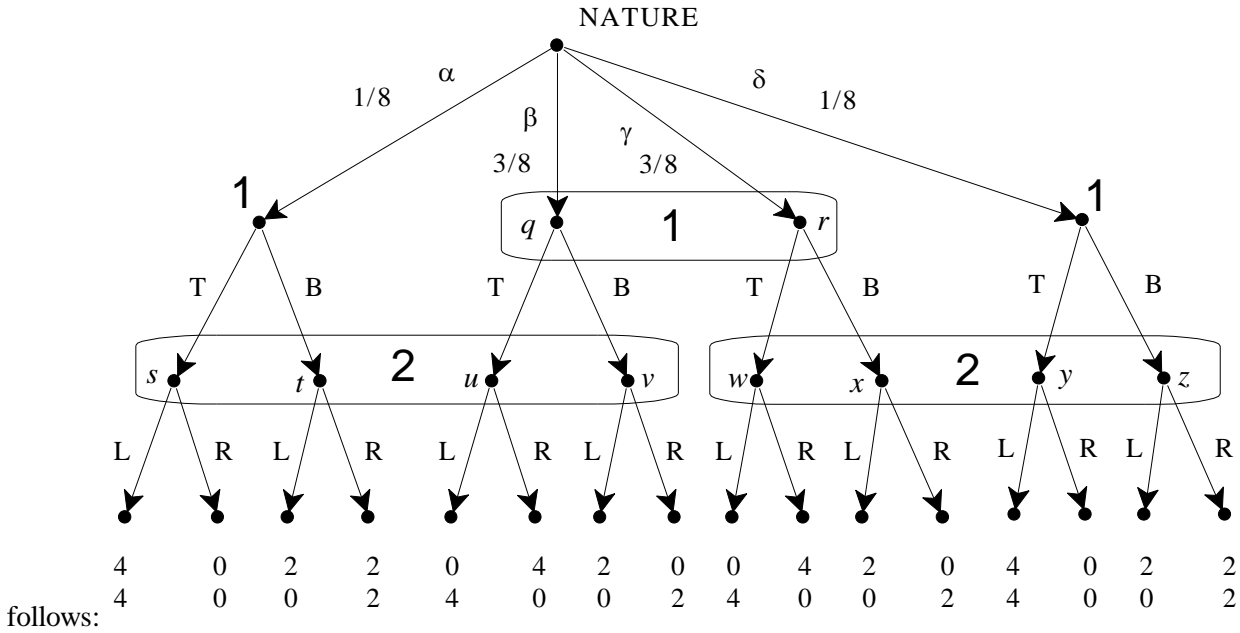 NATURE
α
δ
1/8
1/8
β
γ
3/8
3/8
1
1
q
1
r
T
B
T
B
T
B
T
B
s
t
2
u
v
w
x
2
y
z
L
R
L
R
L
R
L
R
L
R
L
R
L
R
L
R
4 0 2 2 0 4 2 0 0 4 2 0 4 0 2 2
4 0 0 2 4 0 0 2 4 0 0 2 4 0 0 2
follows: